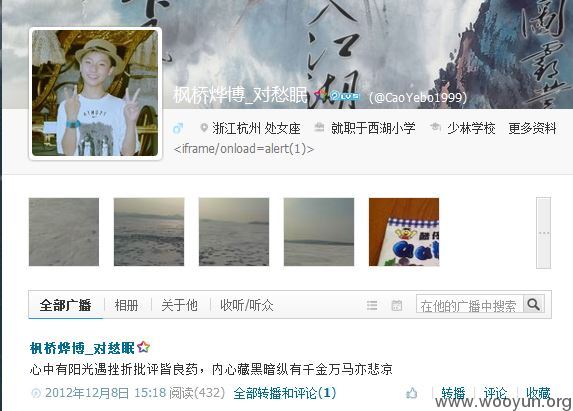 入江湖
枫桥烨博_对愁眠 (@CaoYebo1999)
浙江杭州 处女座 就职于西湖小学 少林学校 更多资料
<iframe/onload=alert(1)>
全部广播 相册 关于他 收听/听众 在他的广播中搜索
枫桥烨博_对愁眠
心中有阳光遇挫折批评皆良药，内心藏黑暗纵有千金万马亦悲凉
2012年12月8日 15:18 阅读(432) 全部转播和评论(1) 转播 评论 收藏
www.wooyun.org